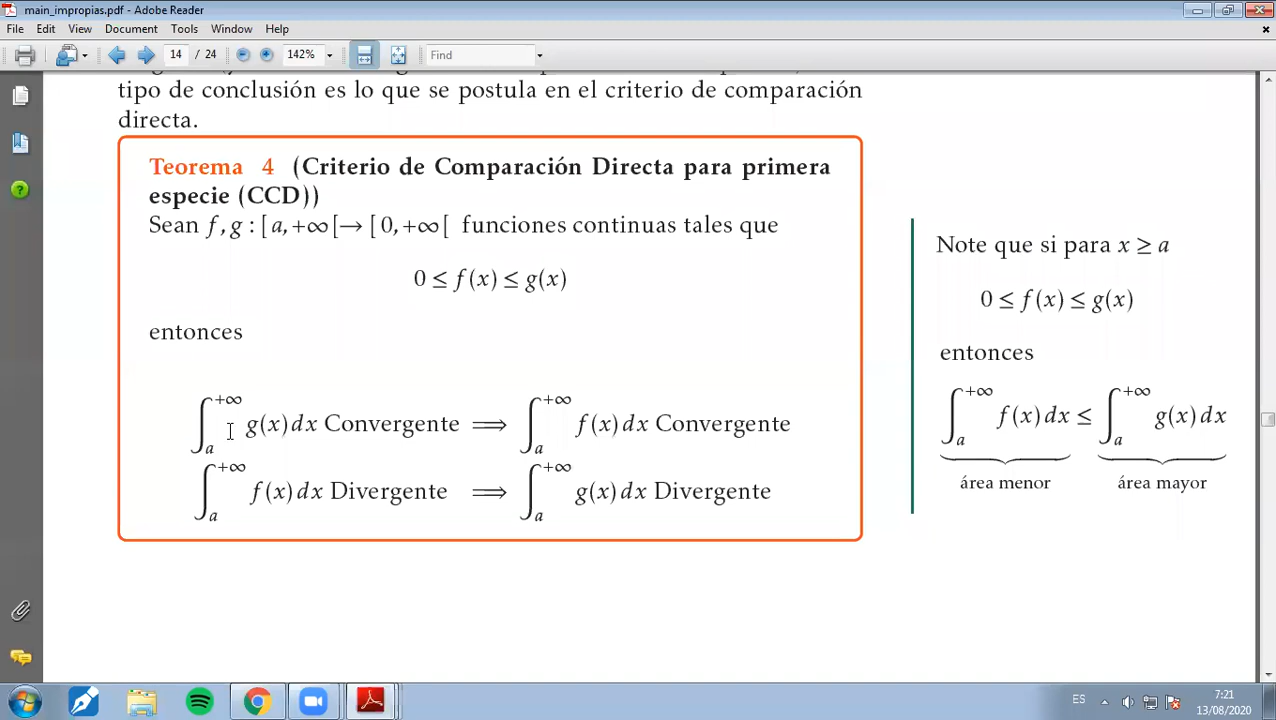 main_impropias.pdf - Adobe Reader
File Edit View Document Tools Window Help
14 / 24 142% Find
tipo de conclusión es lo que se postula en el criterio de comparación
directa.
Teorema 4 (Criterio de Comparación Directa para primera
especie (CCD))
Sean f, g : [ a, +∞ [→ [ 0, +∞ [ funciones continuas tales que
0 ≤ f(x) ≤ g(x)
entonces
∫_a^{+∞} g(x) dx Convergente ⟹ ∫_a^{+∞} f(x) dx Convergente
∫_a^{+∞} f(x) dx Divergente ⟹ ∫_a^{+∞} g(x) dx Divergente
Note que si para x ≥ a
0 ≤ f(x) ≤ g(x)
entonces
∫_a^{+∞} f(x) dx ≤ ∫_a^{+∞} g(x) dx
área menor área mayor
ES 7:21
13/08/2020